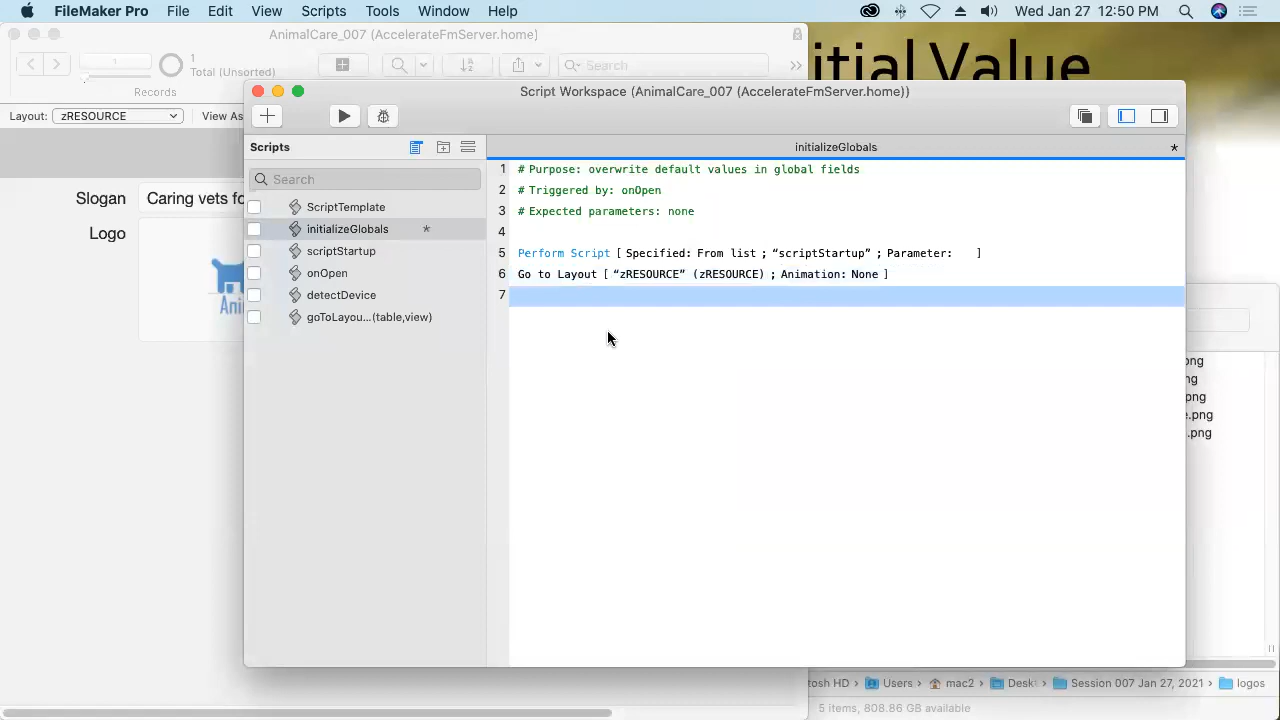 FileMaker Pro File Edit View Scripts Tools Window Help Wed Jan 27 12:50 PM
AnimalCare_007 (AccelerateFmServer.home)
1
1
Total (Unsorted)
Search
Records
itial Value
Layout: zRESOURCE View As
Slogan Caring vets fo
Logo
Ani
Script Workspace (AnimalCare_007 (AccelerateFmServer.home))
Scripts
initializeGlobals *
Search
ScriptTemplate
initializeGlobals *
scriptStartup
onOpen
detectDevice
goToLayou...(table,view)
1 # Purpose: overwrite default values in global fields
2 # Triggered by: onOpen
3 # Expected parameters: none
4
5 Perform Script [ Specified: From list ; “scriptStartup” ; Parameter: ]
6 Go to Layout [ “zRESOURCE” (zRESOURCE) ; Animation: None ]
7
png
ng
.png
e.png
.png
tosh HD › Users › mac2 › Desk › Session 007 Jan 27, 2021 › logos
5 items, 808.86 GB available